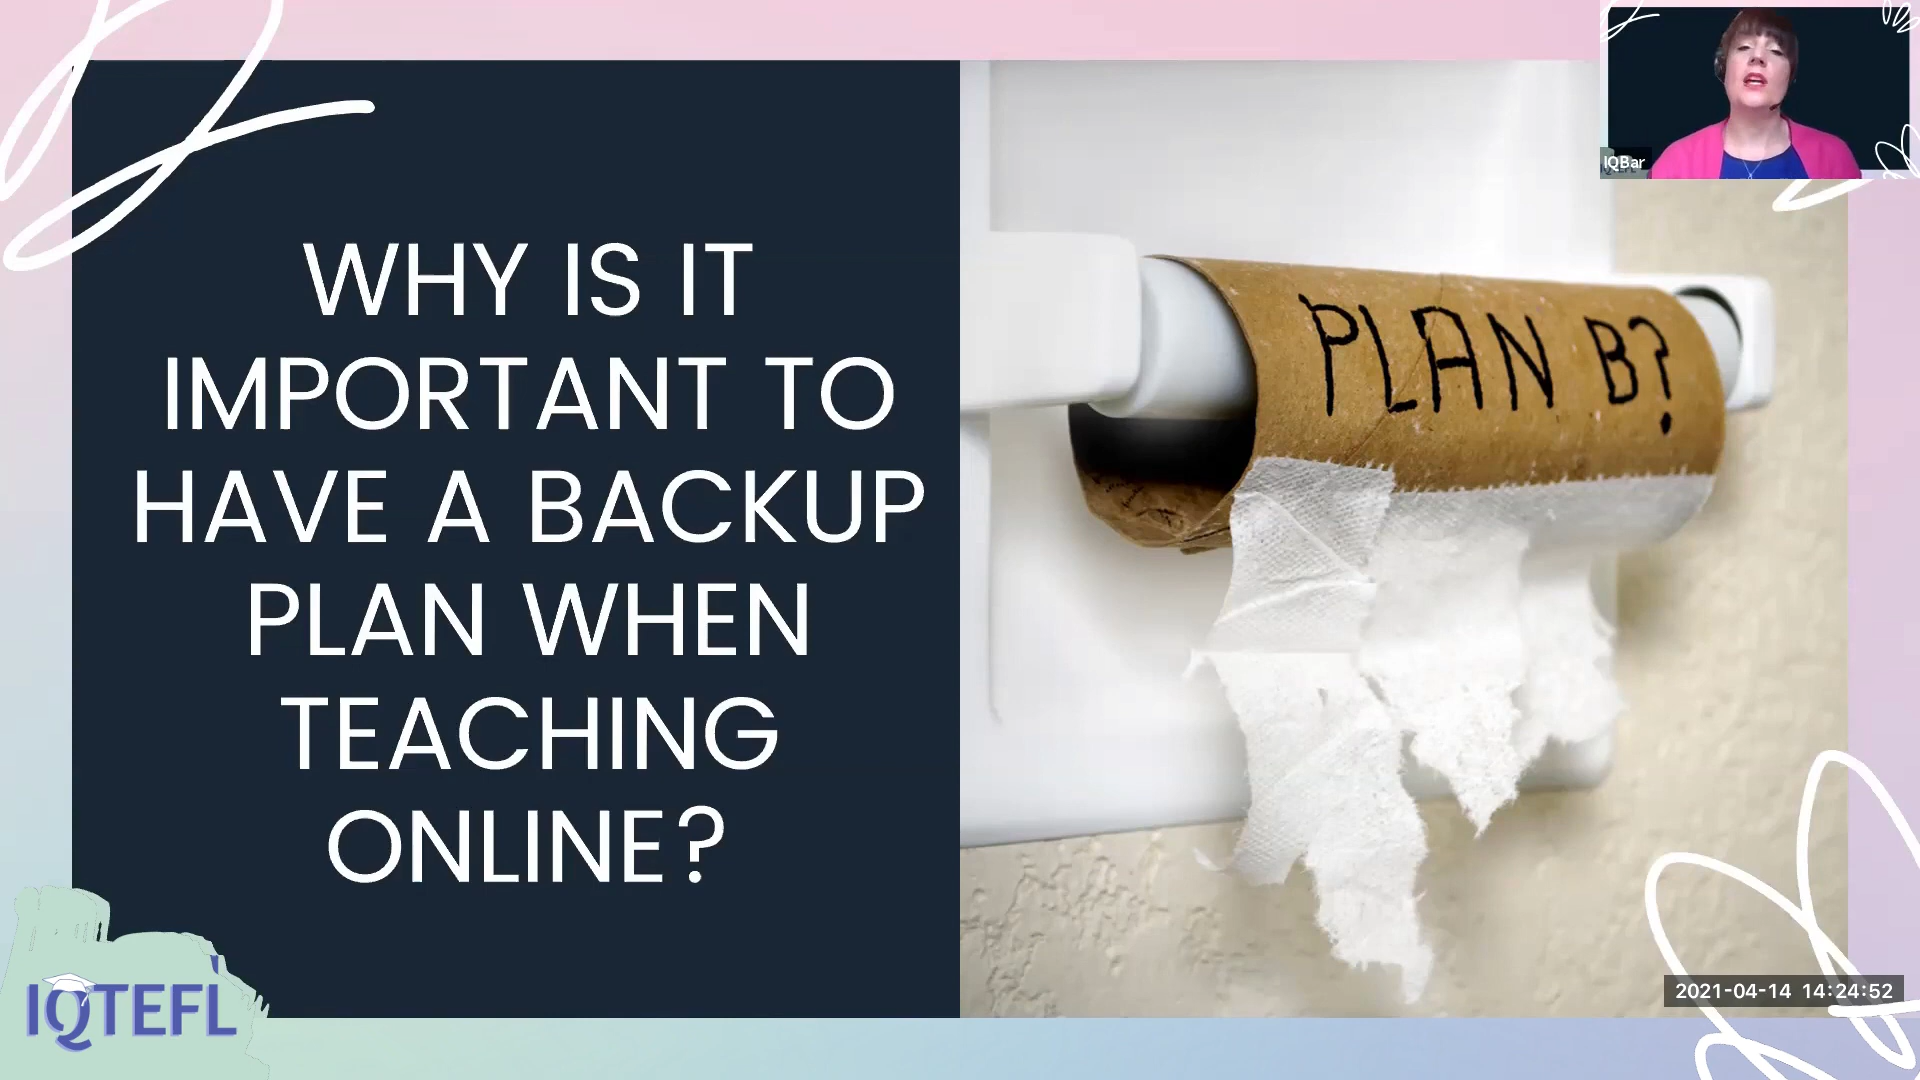 WHY IS IT
IMPORTANT TO
HAVE A BACKUP
PLAN WHEN
TEACHING
ONLINE?
PLAN B?
IQBar
IQTEFL
2021-04-14 14:24:52